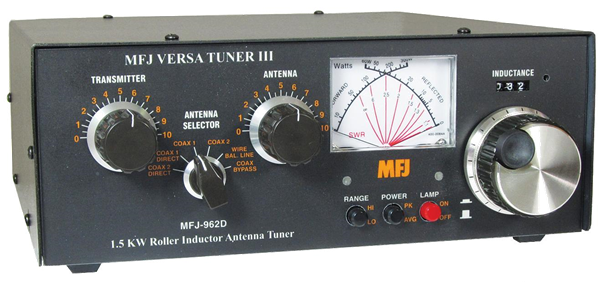 MFJ VERSA TUNER III
TRANSMITTER
0 1 2 3 4 5 6 7 8 9 10
ANTENNA SELECTOR
COAX 1 DIRECT
COAX 2 DIRECT
COAX 1
COAX 2
WIRE BAL. LINE
COAX BYPASS
ANTENNA
0 1 2 3 4 5 6 7 8 9 10
Watts
FORWARD
REFLECTED
SWR
MFJ
INDUCTANCE
RANGE
HI
LO
POWER
PK
AVG
LAMP
ON
OFF
MFJ-962D
1.5 KW Roller Inductor Antenna Tuner